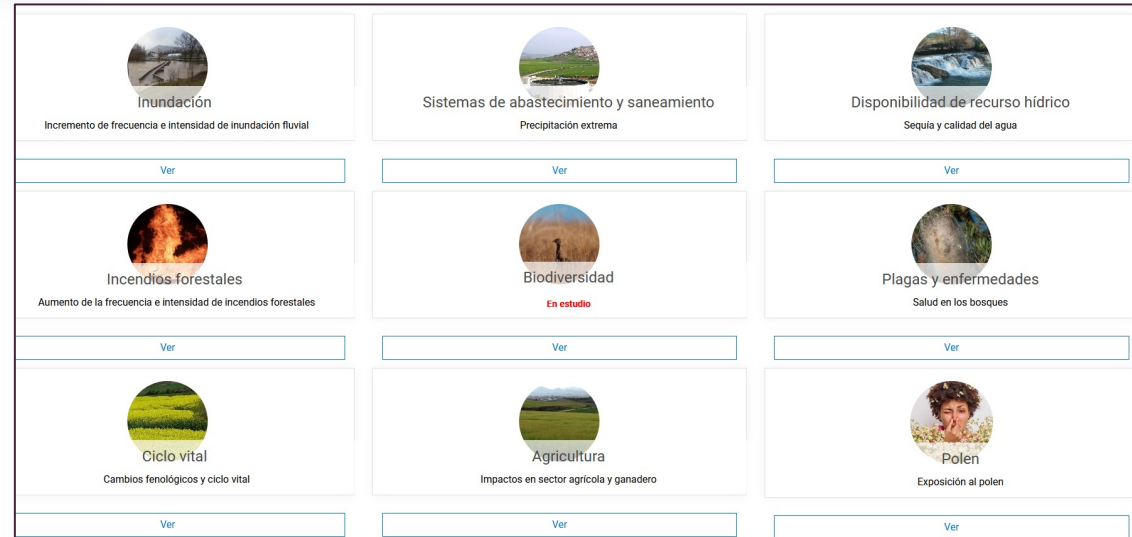 Inundación
Incremento de frecuencia e intensidad de inundación fluvial
Ver
Sistemas de abastecimiento y saneamiento
Precipitación extrema
Ver
Disponibilidad de recurso hídrico
Sequía y calidad del agua
Ver
Incendios forestales
Aumento de la frecuencia e intensidad de incendios forestales
Ver
Biodiversidad
En estudio
Ver
Plagas y enfermedades
Salud en los bosques
Ver
Ciclo vital
Cambios fenológicos y ciclo vital
Ver
Agricultura
Impactos en sector agrícola y ganadero
Ver
Polen
Exposición al polen
Ver